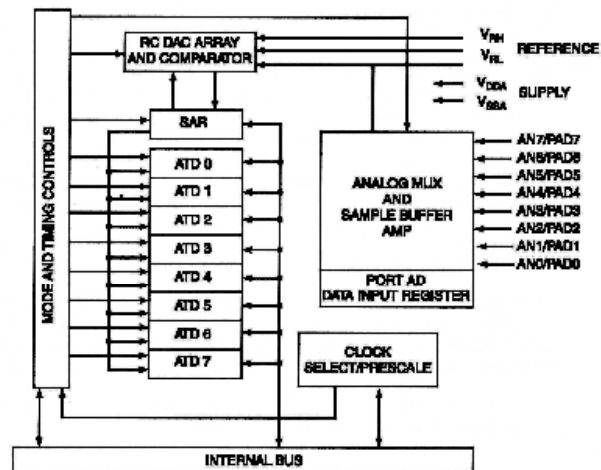 RC DAC ARRAY
AND COMPARATOR
VRH
VRL
REFERENCE
VDDA
VSSA
SUPPLY
MODE AND TIMING CONTROLS
SAR
ATD 0
ATD 1
ATD 2
ATD 3
ATD 4
ATD 5
ATD 6
ATD 7
ANALOG MUX
AND
SAMPLE BUFFER
AMP
PORT AD
DATA INPUT REGISTER
AN7/PAD7
AN6/PAD6
AN5/PAD5
AN4/PAD4
AN3/PAD3
AN2/PAD2
AN1/PAD1
AN0/PAD0
CLOCK
SELECT/PRESCALE
INTERNAL BUS